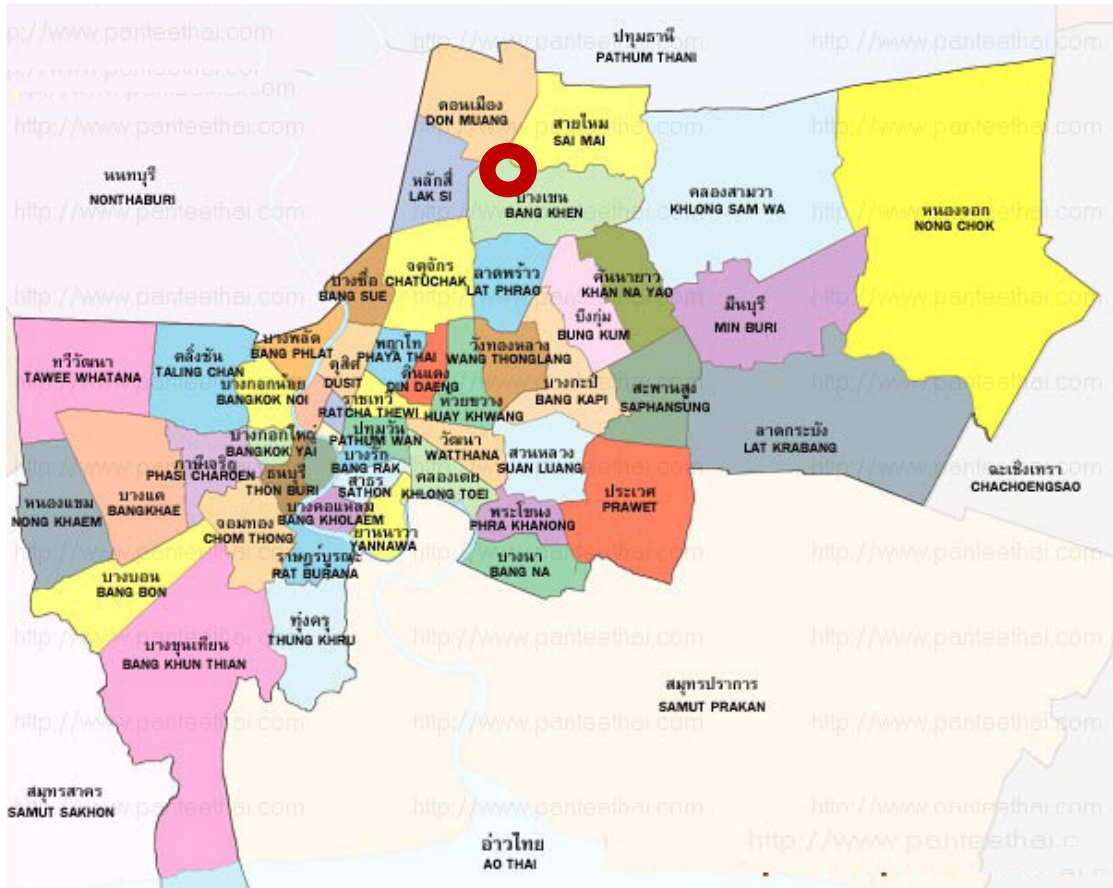 ปทุมธานี
PATHUM THANI
ดอนเมือง
DON MUANG
สายไหม
SAI MAI
นนทบุรี
NONTHABURI
หลักสี่
LAK SI
บางเขน
BANG KHEN
คลองสามวา
KHLONG SAM WA
หนองจอก
NONG CHOK
จตุจักร
CHATUCHAK
ลาดพร้าว
LAT PHRAO
คันนายาว
KHAN NA YAO
บางซื่อ
BANG SUE
บึงกุ่ม
BUNG KUM
มีนบุรี
MIN BURI
ทวีวัฒนา
TAWEE WHATANA
ตลิ่งชัน
TALING CHAN
บางพลัด
BANG PHLAT
ดุสิต
DUSIT
พญาไท
PHAYA THAI
ดินแดง
DIN DAENG
วังทองหลาง
WANG THONGLANG
บางกะปิ
BANG KAPI
สะพานสูง
SAPHANSUNG
บางกอกน้อย
BANGKOK NOI
ราชเทวี
RATCHA THEWI
ห้วยขวาง
HUAY KHWANG
ลาดกระบัง
LAT KRABANG
บางกอกใหญ่
BANGKOK YAI
ปทุมวัน
PATHUM WAN
วัฒนา
WATTHANA
สวนหลวง
SUAN LUANG
ภาษีเจริญ
PHASI CHAROEN
บางรัก
BANG RAK
ฉะเชิงเทรา
CHACHOENGSAO
หนองแขม
NONG KHAEM
บางแค
BANGKHAE
ธนบุรี
THON BURI
สาธร
SATHON
คลองเตย
KHLONG TOEI
ประเวศ
PRAWET
จอมทอง
CHOM THONG
บางคอแหลม
BANG KHOLAEM
ยานนาวา
YANNAWA
พระโขนง
PHRA KHANONG
ราษฎร์บูรณะ
RAT BURANA
บางนา
BANG NA
บางบอน
BANG BON
ทุ่งครุ
THUNG KHRU
บางขุนเทียน
BANG KHUN THIAN
สมุทรปราการ
SAMUT PRAKAN
สมุทรสาคร
SAMUT SAKHON
อ่าวไทย
AO THAI
http://www.panteethai.com